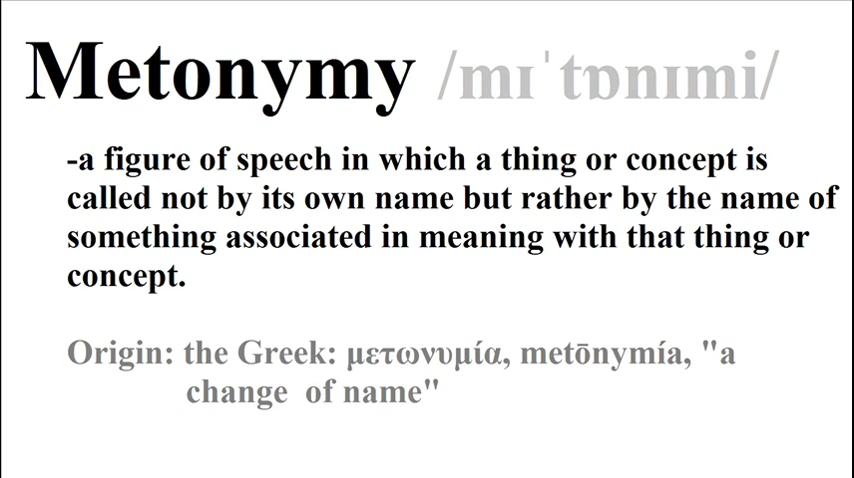 Metonymy /mɪˈtɒnɪmi/
-a figure of speech in which a thing or concept is
called not by its own name but rather by the name of
something associated in meaning with that thing or
concept.
Origin: the Greek: μετωνυμία, metōnymía, "a
change of name"